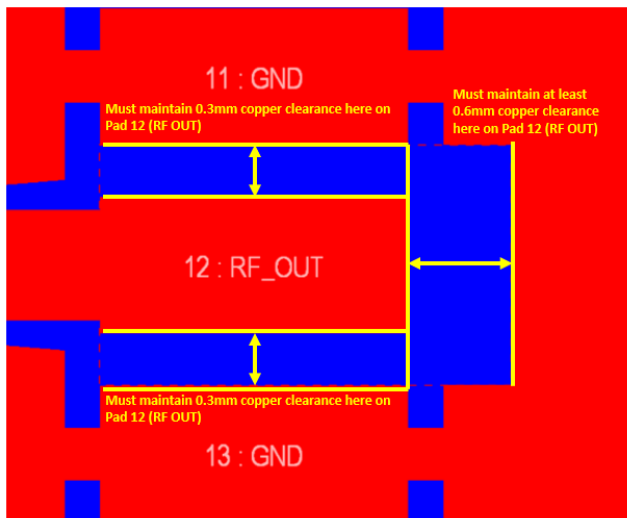 11 : GND
Must maintain 0.3mm copper clearance here on
Pad 12 (RF OUT)
Must maintain at least
0.6mm copper clearance
here on Pad 12 (RF OUT)
12 : RF_OUT
Must maintain 0.3mm copper clearance here on
Pad 12 (RF OUT)
13 : GND